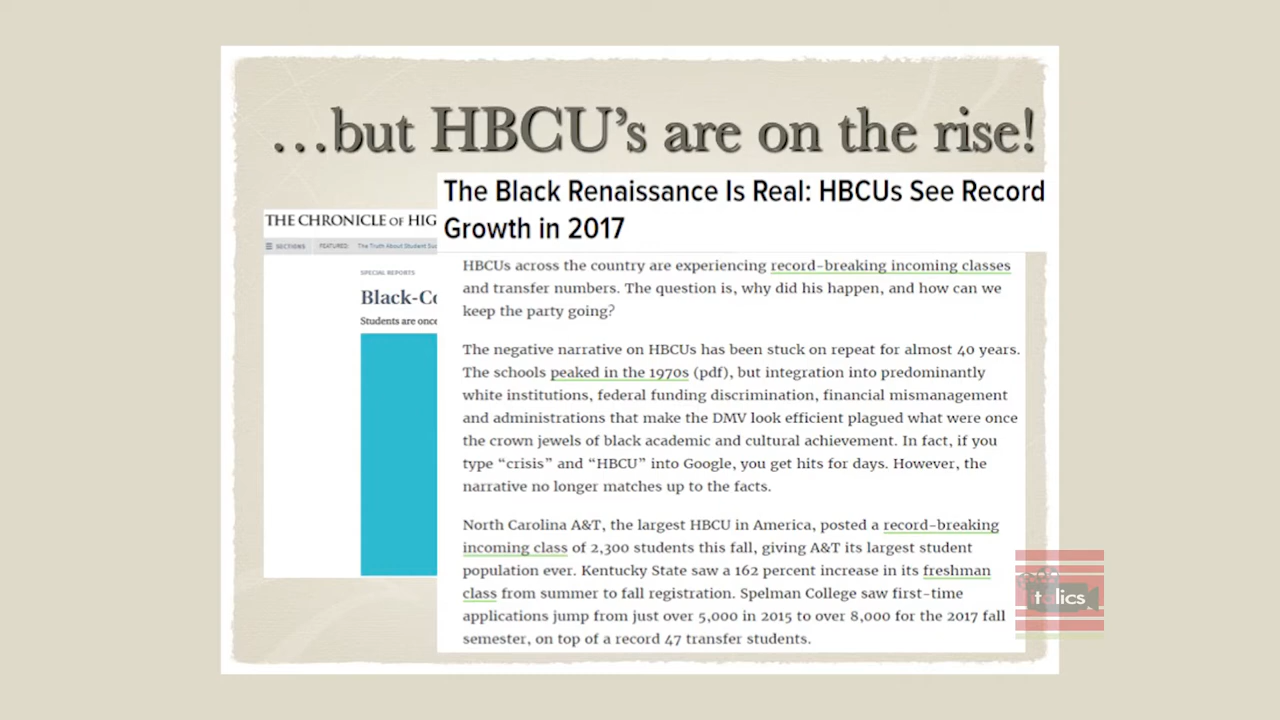 ...but HBCU's are on the rise!
The Black Renaissance Is Real: HBCUs See Record
Growth in 2017
THE CHRONICLE OF HIG
SECTIONS FEATURED: The Truth About Student Suc
SPECIAL REPORTS
Black-Co
Students are once
HBCUs across the country are experiencing record-breaking incoming classes
and transfer numbers. The question is, why did his happen, and how can we
keep the party going?
The negative narrative on HBCUs has been stuck on repeat for almost 40 years.
The schools peaked in the 1970s (pdf), but integration into predominantly
white institutions, federal funding discrimination, financial mismanagement
and administrations that make the DMV look efficient plagued what were once
the crown jewels of black academic and cultural achievement. In fact, if you
type “crisis” and “HBCU” into Google, you get hits for days. However, the
narrative no longer matches up to the facts.
North Carolina A&T, the largest HBCU in America, posted a record-breaking
incoming class of 2,300 students this fall, giving A&T its largest student
population ever. Kentucky State saw a 162 percent increase in its freshman
class from summer to fall registration. Spelman College saw first-time
applications jump from just over 5,000 in 2015 to over 8,000 for the 2017 fall
semester, on top of a record 47 transfer students.
italics